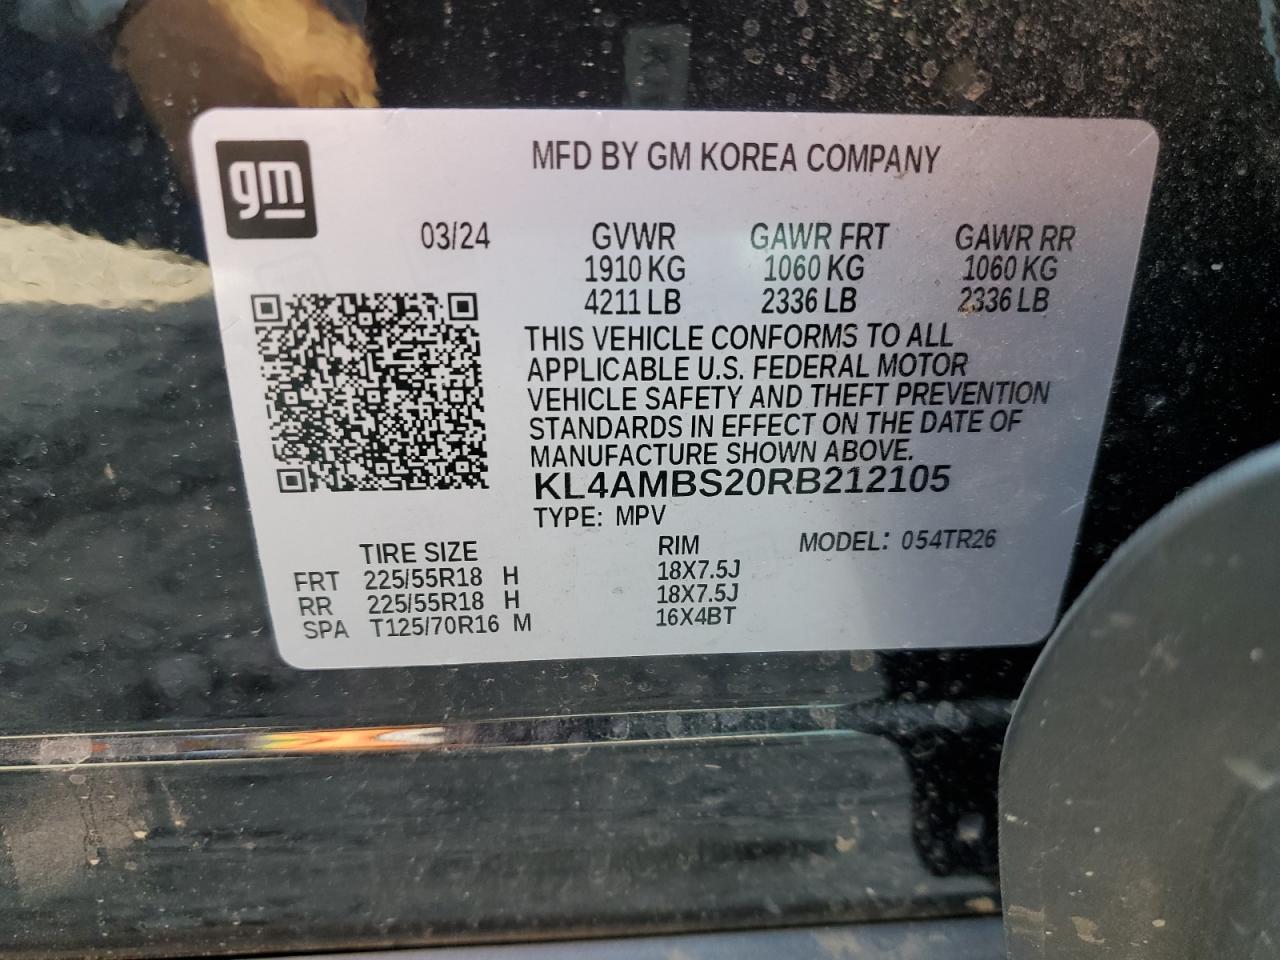 gm
MFD BY GM KOREA COMPANY
03/24 GVWR GAWR FRT GAWR RR
1910 KG 1060 KG 1060 KG
4211 LB 2336 LB 2336 LB
THIS VEHICLE CONFORMS TO ALL
APPLICABLE U.S. FEDERAL MOTOR
VEHICLE SAFETY AND THEFT PREVENTION
STANDARDS IN EFFECT ON THE DATE OF
MANUFACTURE SHOWN ABOVE.
KL4AMBS20RB212105
TYPE: MPV
TIRE SIZE RIM MODEL: 054TR26
FRT 225/55R18 H 18X7.5J
RR 225/55R18 H 18X7.5J
SPA T125/70R16 M 16X4BT